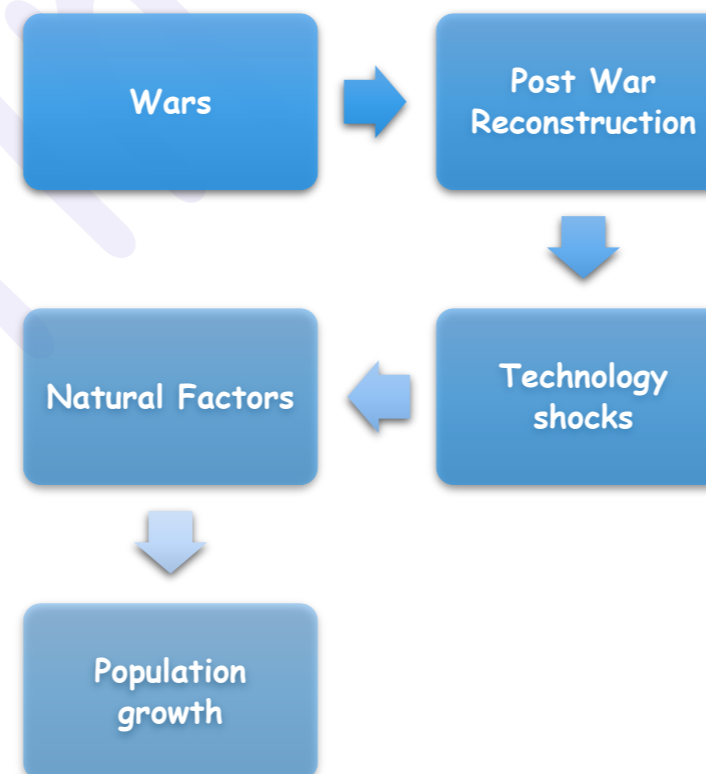 Wars
Post War
Reconstruction
Technology
shocks
Natural Factors
Population
growth